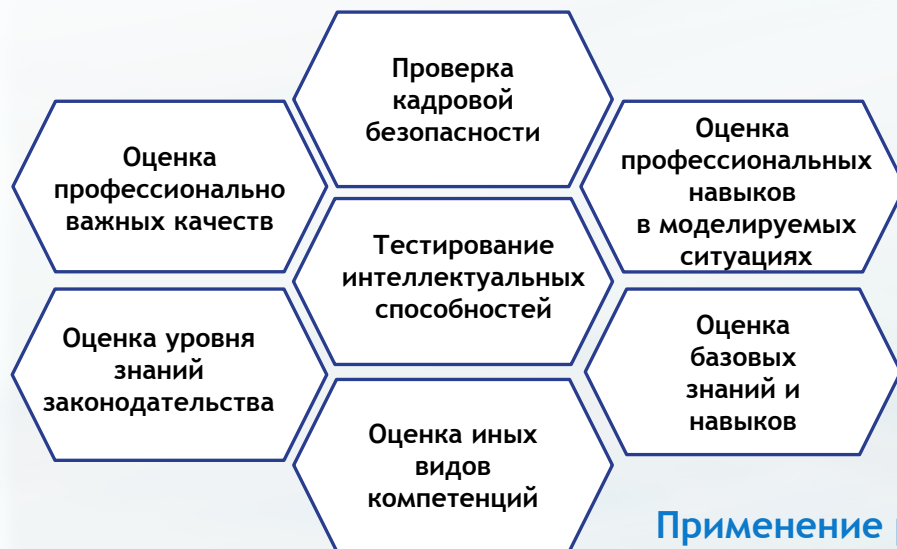 Проверка
кадровой
безопасности
Оценка
профессионально
важных качеств
Оценка
профессиональных
навыков
в моделируемых
ситуациях
Тестирование
интеллектуальных
способностей
Оценка уровня
знаний
законодательства
Оценка
базовых
знаний и
навыков
Оценка иных
видов
компетенций
Применение